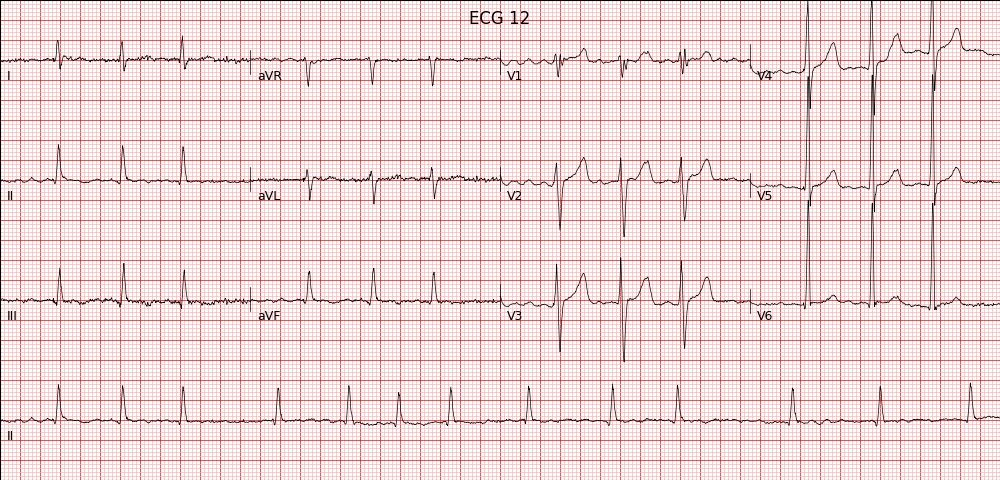 ECG 12
I aVR V1 V4
II aVL V2 V5
III aVF V3 V6
II